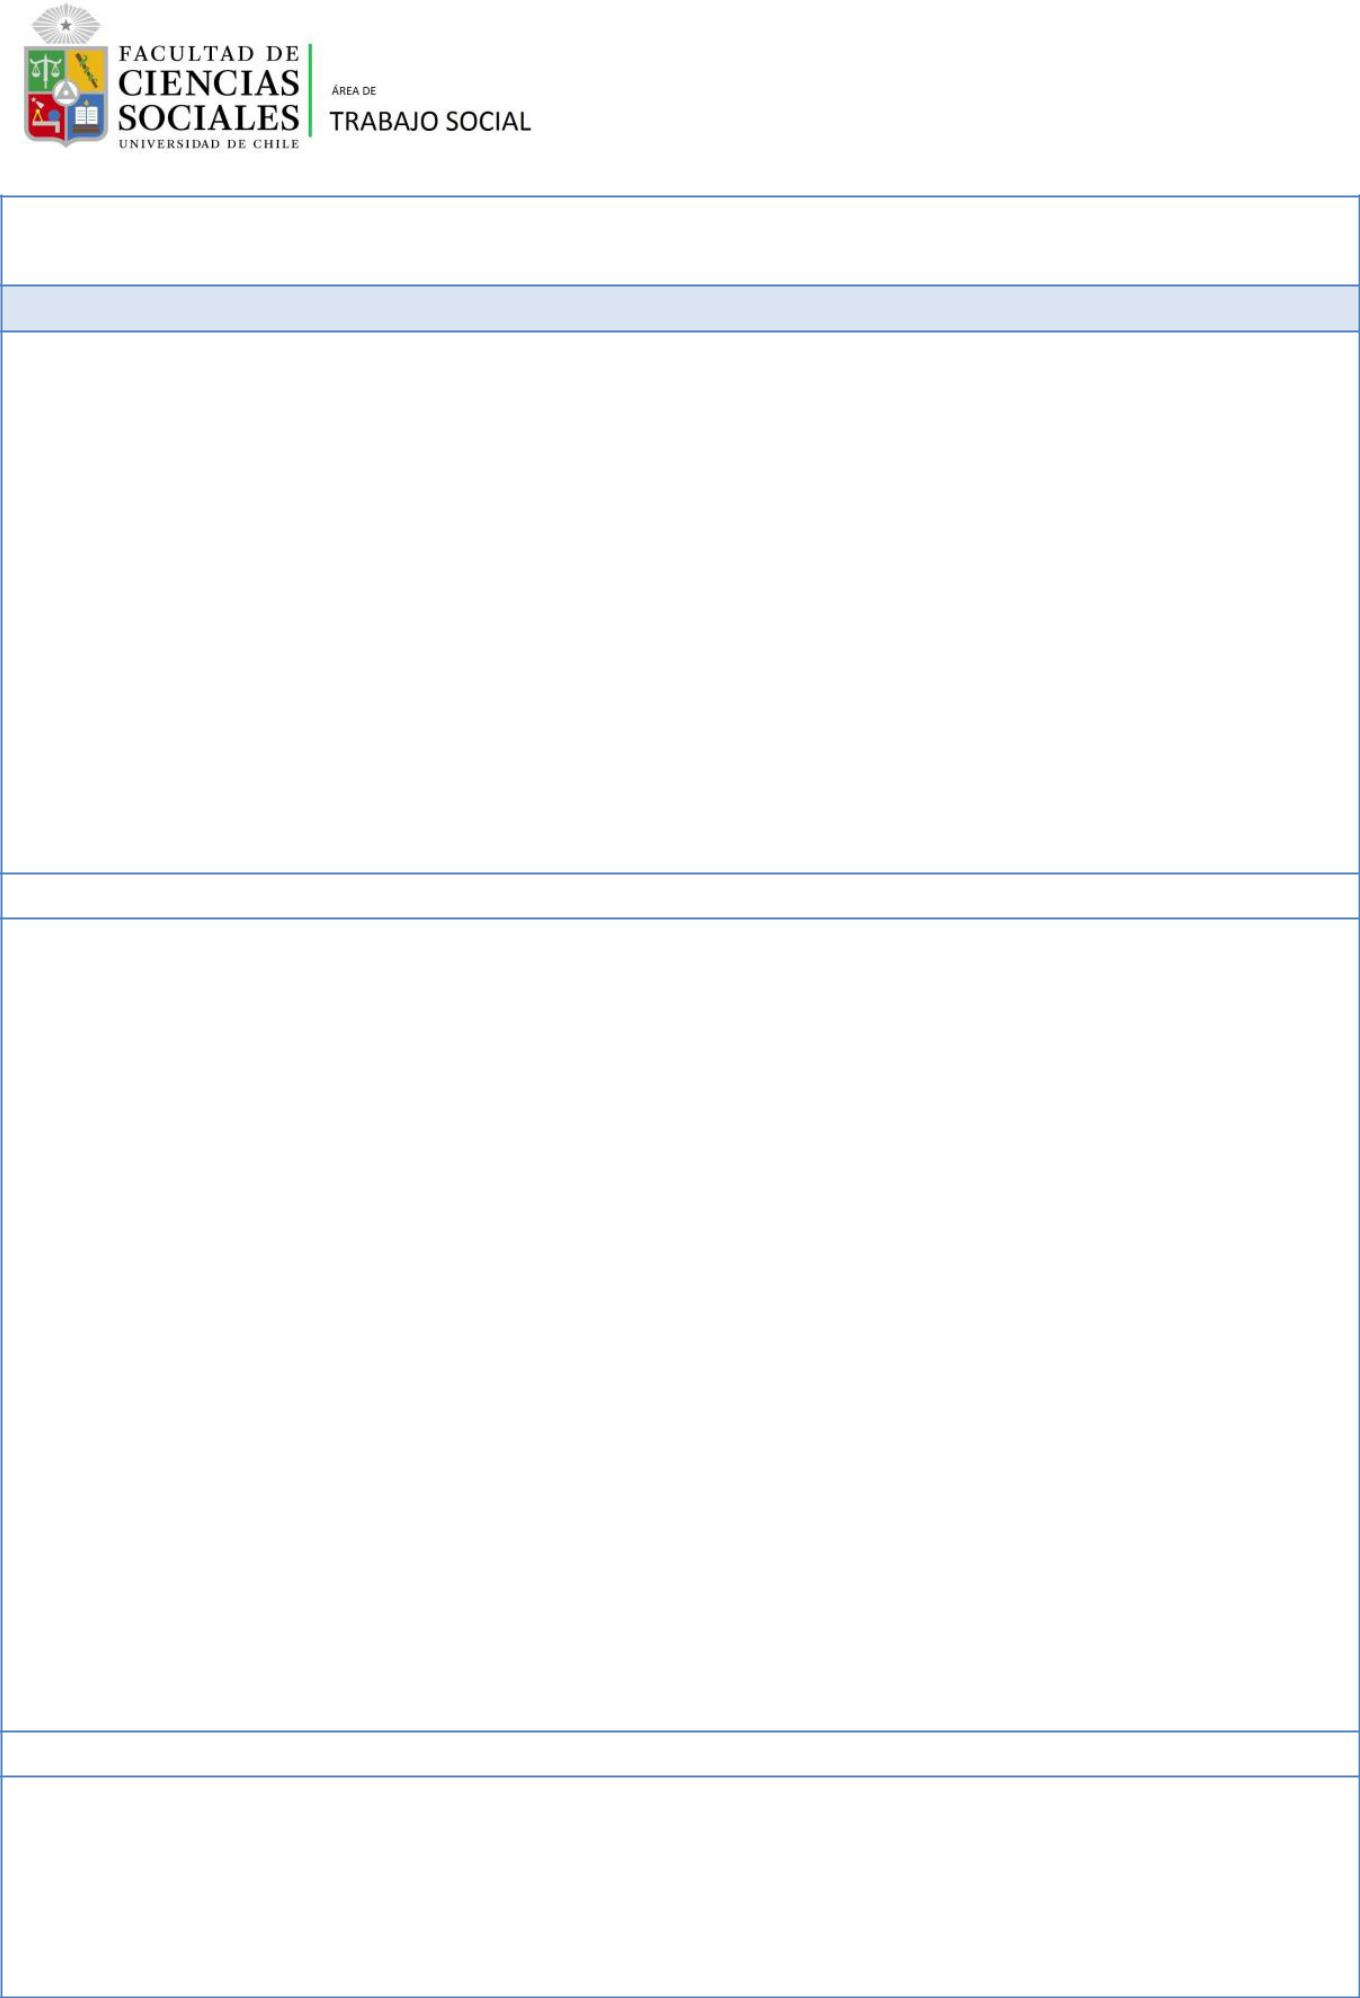 FACULTAD DE
CIENCIAS
SOCIALES
UNIVERSIDAD DE CHILE
ÁREA DE
TRABAJO SOCIAL